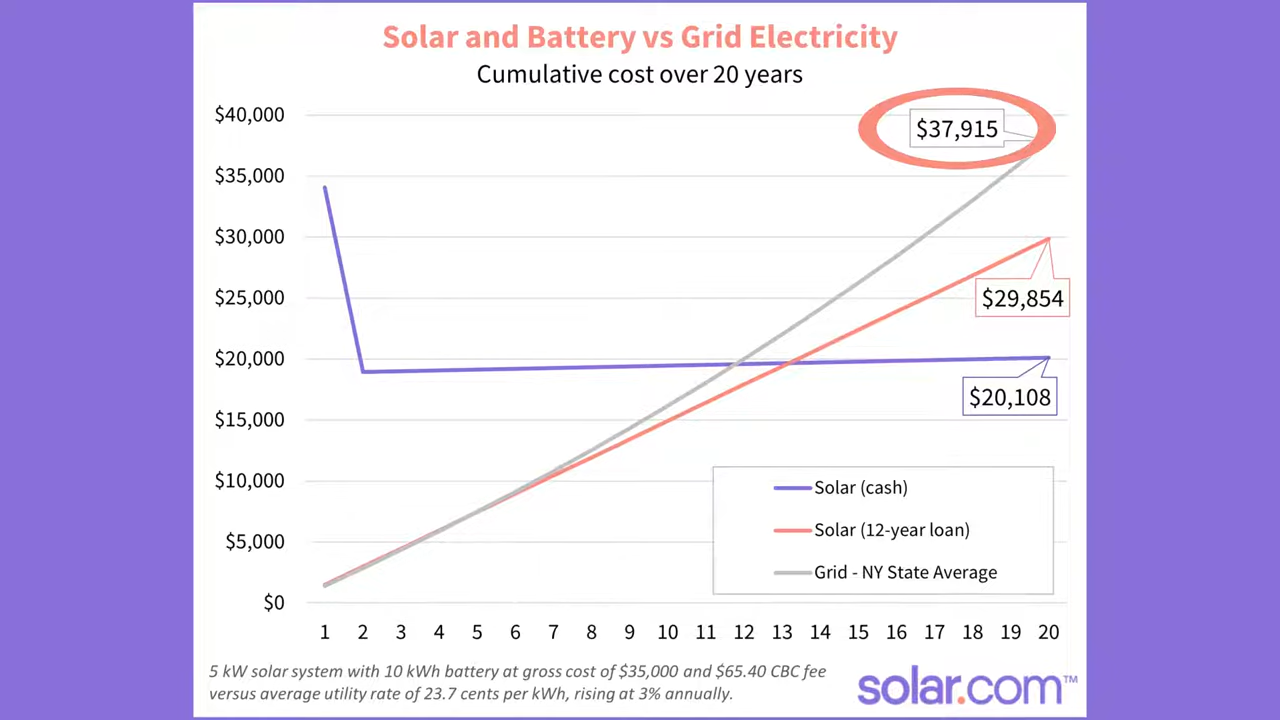 Solar and Battery vs Grid Electricity
Cumulative cost over 20 years
$40,000
$35,000
$30,000
$25,000
$20,000
$15,000
$10,000
$5,000
$0
$37,915
$29,854
$20,108
Solar (cash)
Solar (12-year loan)
Grid - NY State Average
1 2 3 4 5 6 7 8 9 10 11 12 13 14 15 16 17 18 19 20
5 kW solar system with 10 kWh battery at gross cost of $35,000 and $65.40 CBC fee
versus average utility rate of 23.7 cents per kWh, rising at 3% annually.
solar.com™